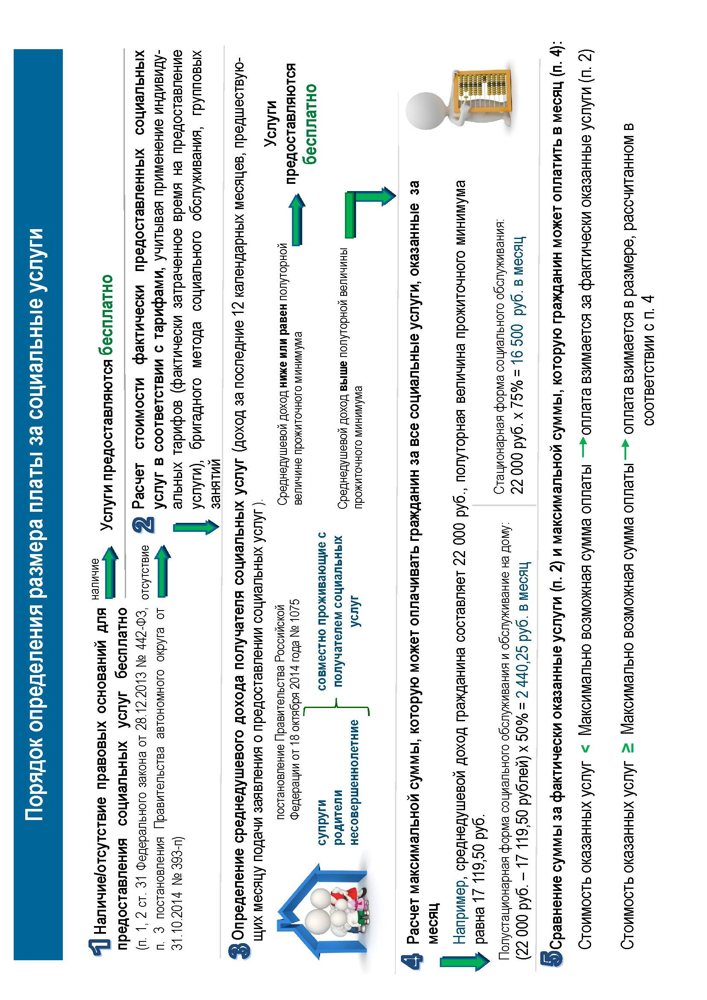 Порядок определения размера платы за социальные услуги
1 Наличие/отсутствие правовых оснований для
предоставления социальных услуг бесплатно
(п. 1, 2 ст. 31 Федерального закона от 28.12.2013 № 442-ФЗ,
п. 3 постановления Правительства автономного округа от
31.10.2014 № 393-п)
наличие
Услуги предоставляются бесплатно
отсутствие
2 Расчет стоимости фактически предоставленных социальных
услуг в соответствии с тарифами, учитывая применение индивиду-
альных тарифов (фактически затраченное время на предоставление
услуги), бригадного метода социального обслуживания, групповых
занятий
3 Определение среднедушевого дохода получателя социальных услуг (доход за последние 12 календарных месяцев, предшествую-
щих месяцу подачи заявления о предоставлении социальных услуг ).
постановление Правительства Российской
Федерации от 18 октября 2014 года № 1075
супруги
родители
несовершеннолетние
совместно проживающие с
получателем социальных
услуг
Среднедушевой доход ниже или равен полуторной
величине прожиточного минимума
Услуги
предоставляются
бесплатно
Среднедушевой доход выше полуторной величины
прожиточного минимума
4 Расчет максимальной суммы, которую может оплачивать гражданин за все социальные услуги, оказанные за
месяц
Например, среднедушевой доход гражданина составляет 22 000 руб., полуторная величина прожиточного минимума
равна 17 119,50 руб.
Полустационарная форма социального обслуживания и обслуживание на дому:
(22 000 руб. – 17 119,50 рублей) х 50% = 2 440,25 руб. в месяц
Стационарная форма социального обслуживания:
22 000 руб. х 75% = 16 500 руб. в месяц
5 Сравнение суммы за фактически оказанные услуги (п. 2) и максимальной суммы, которую гражданин может оплатить в месяц (п. 4):
Стоимость оказанных услуг < Максимально возможная сумма оплаты → оплата взимается за фактически оказанные услуги (п. 2)
Стоимость оказанных услуг ≥ Максимально возможная сумма оплаты → оплата взимается в размере, рассчитанном в
соответствии с п. 4